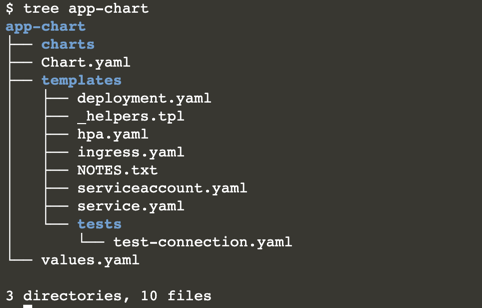 $ tree app-chart
app-chart
├── charts
├── Chart.yaml
├── templates
│   ├── deployment.yaml
│   ├── _helpers.tpl
│   ├── hpa.yaml
│   ├── ingress.yaml
│   ├── NOTES.txt
│   ├── serviceaccount.yaml
│   ├── service.yaml
│   └── tests
│       └── test-connection.yaml
└── values.yaml

3 directories, 10 files